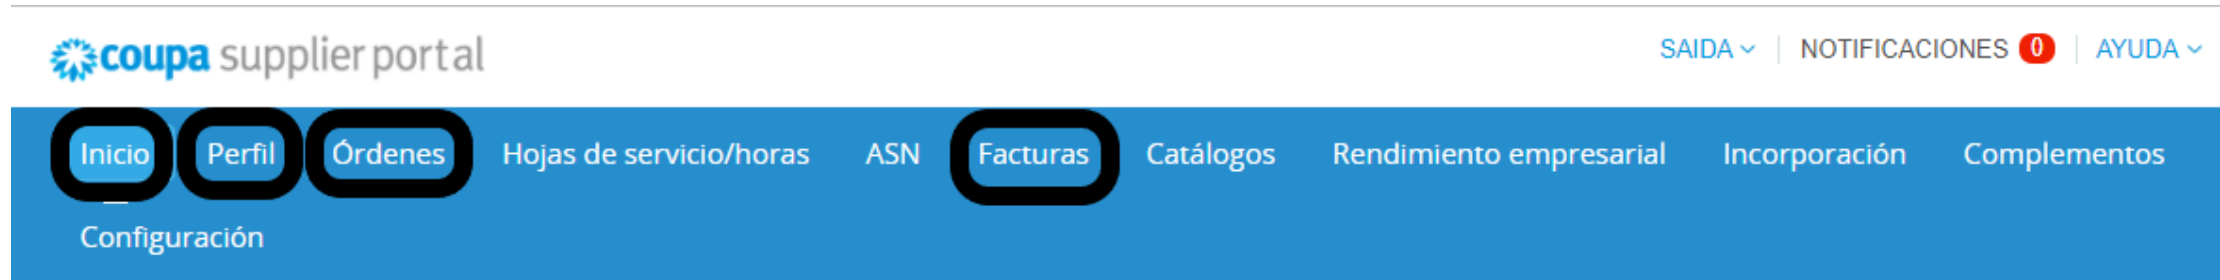 coupa supplier portal SAIDA NOTIFICACIONES 0 AYUDA
Inicio Perfil Órdenes Hojas de servicio/horas ASN Facturas Catálogos Rendimiento empresarial Incorporación Complementos
Configuración